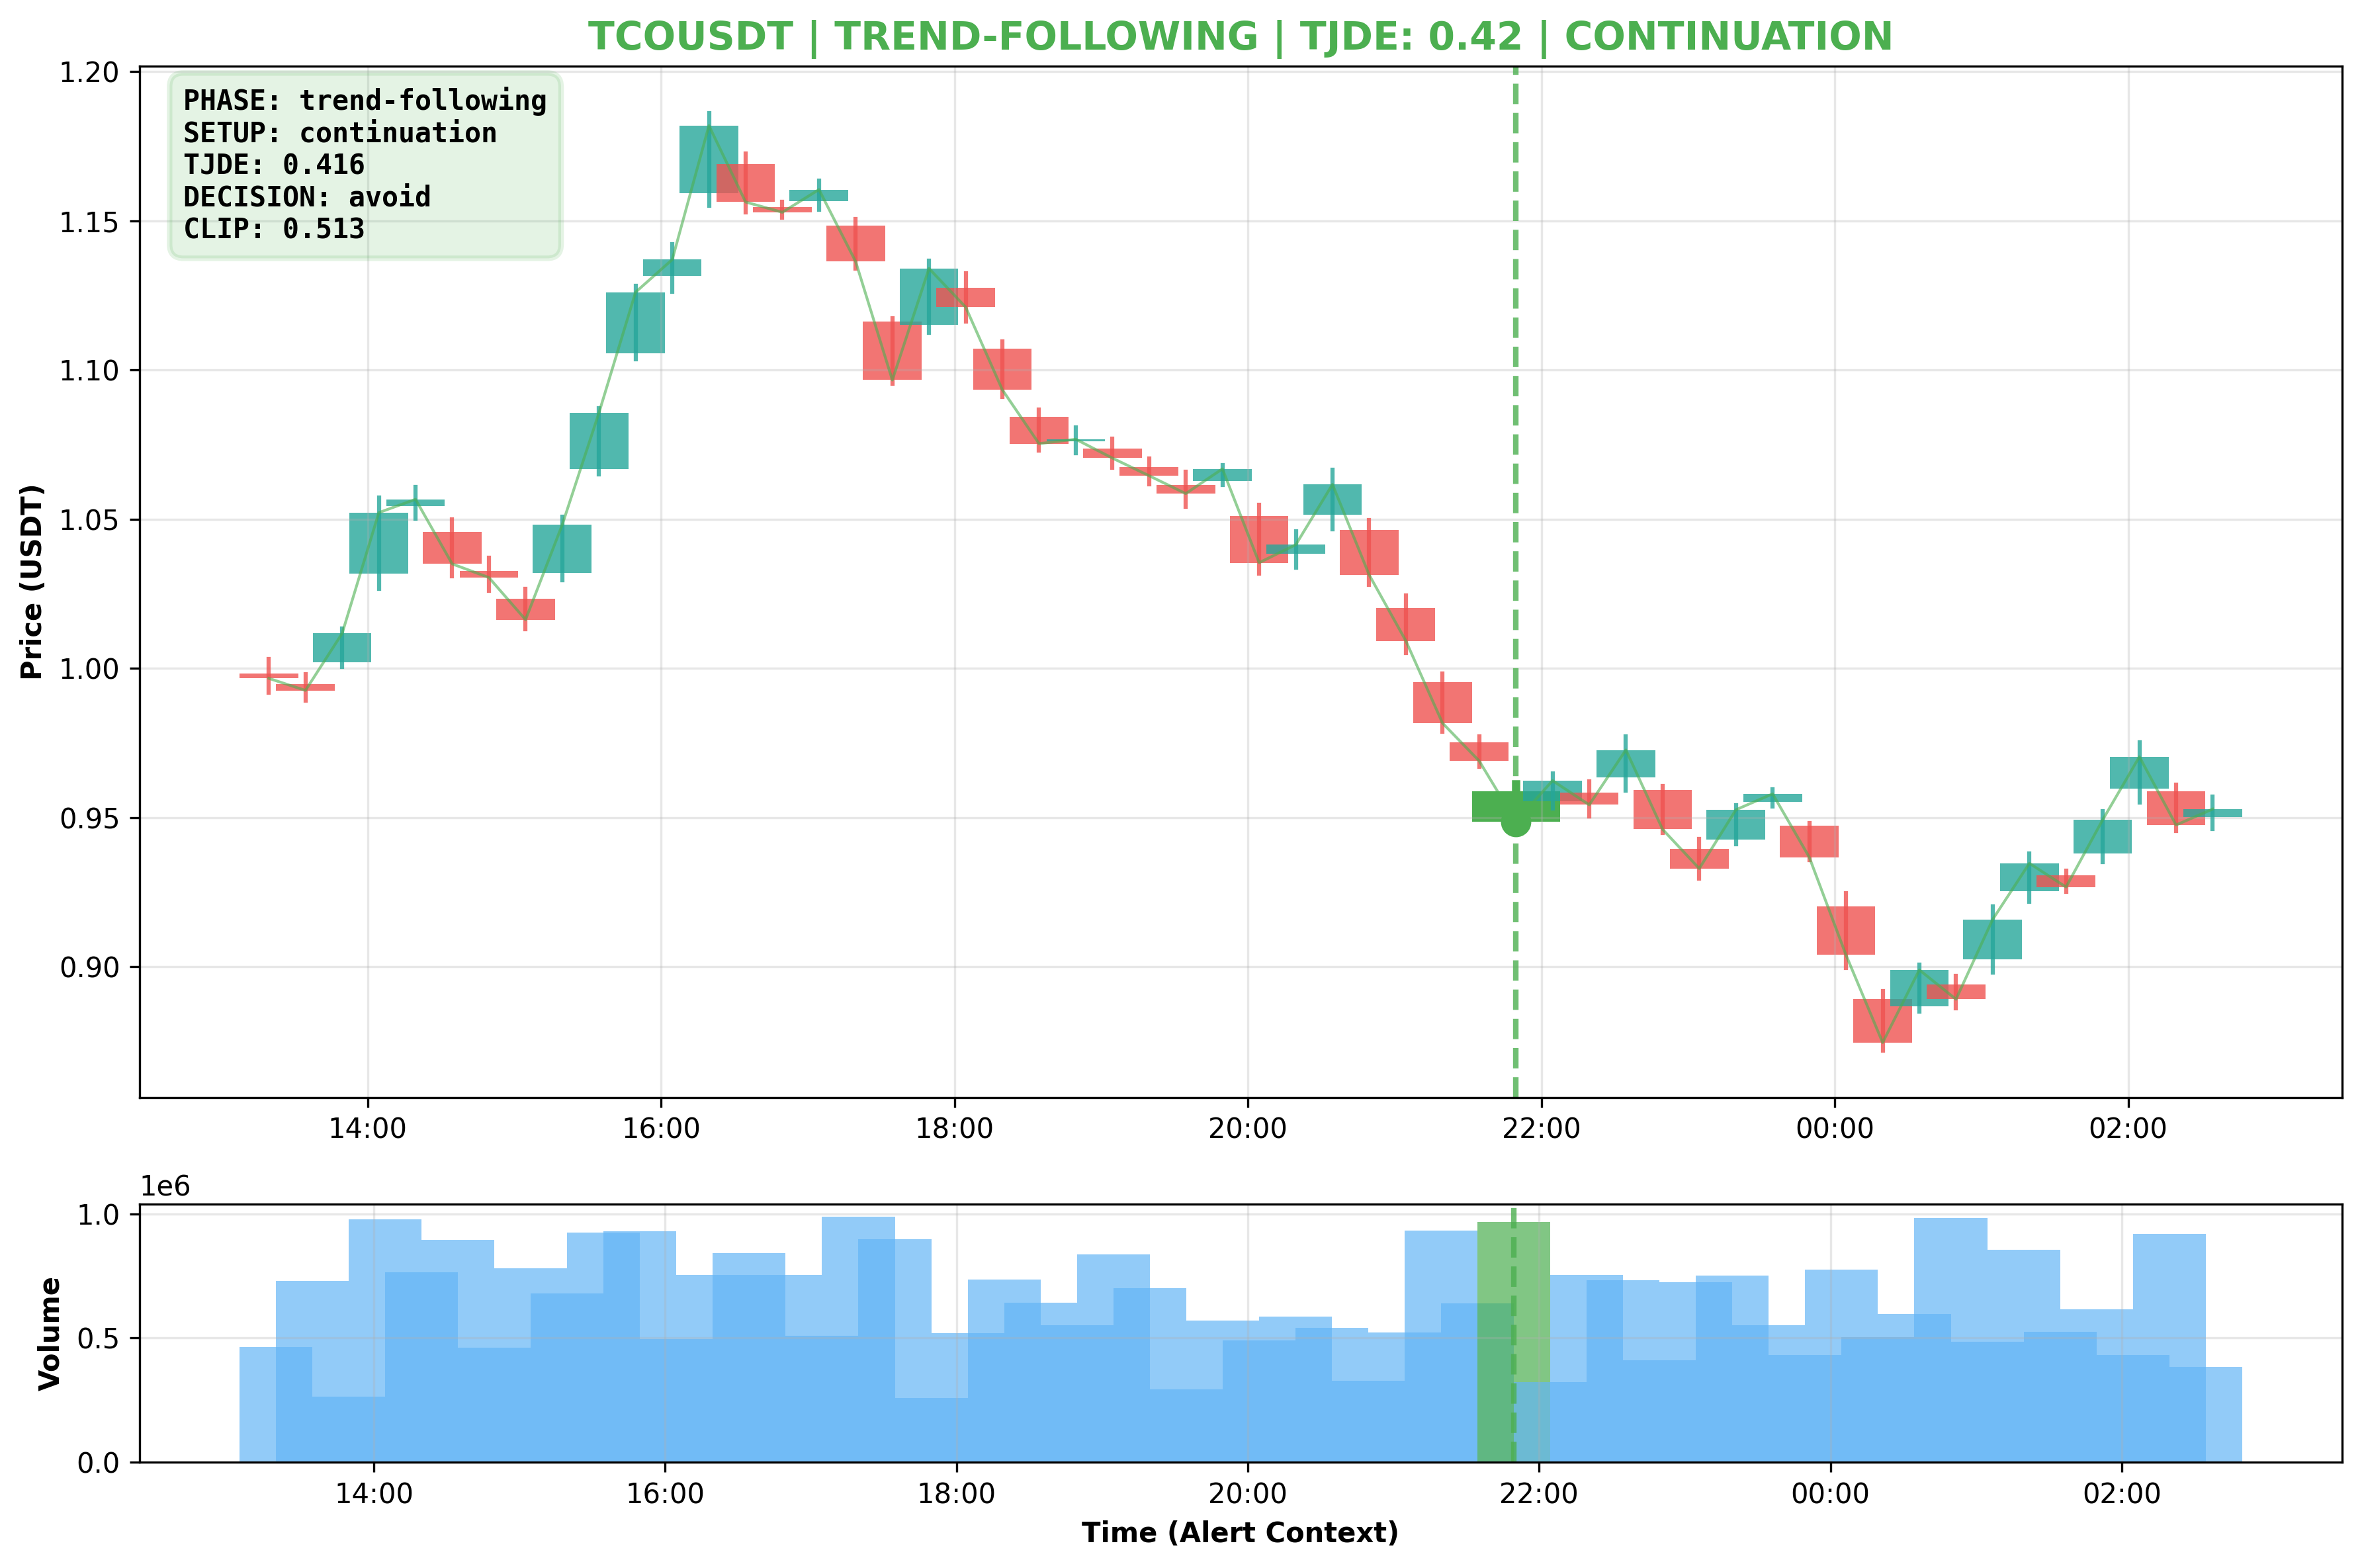 TCOUSDT | TREND-FOLLOWING | TJDE: 0.42 | CONTINUATION
PHASE: trend-following
SETUP: continuation
TJDE: 0.416
DECISION: avoid
CLIP: 0.513
Price (USDT)
1.20
1.15
1.10
1.05
1.00
0.95
0.90
14:00 16:00 18:00 20:00 22:00 00:00 02:00
1e6
Volume
1.0
0.5
0.0
14:00 16:00 18:00 20:00 22:00 00:00 02:00
Time (Alert Context)